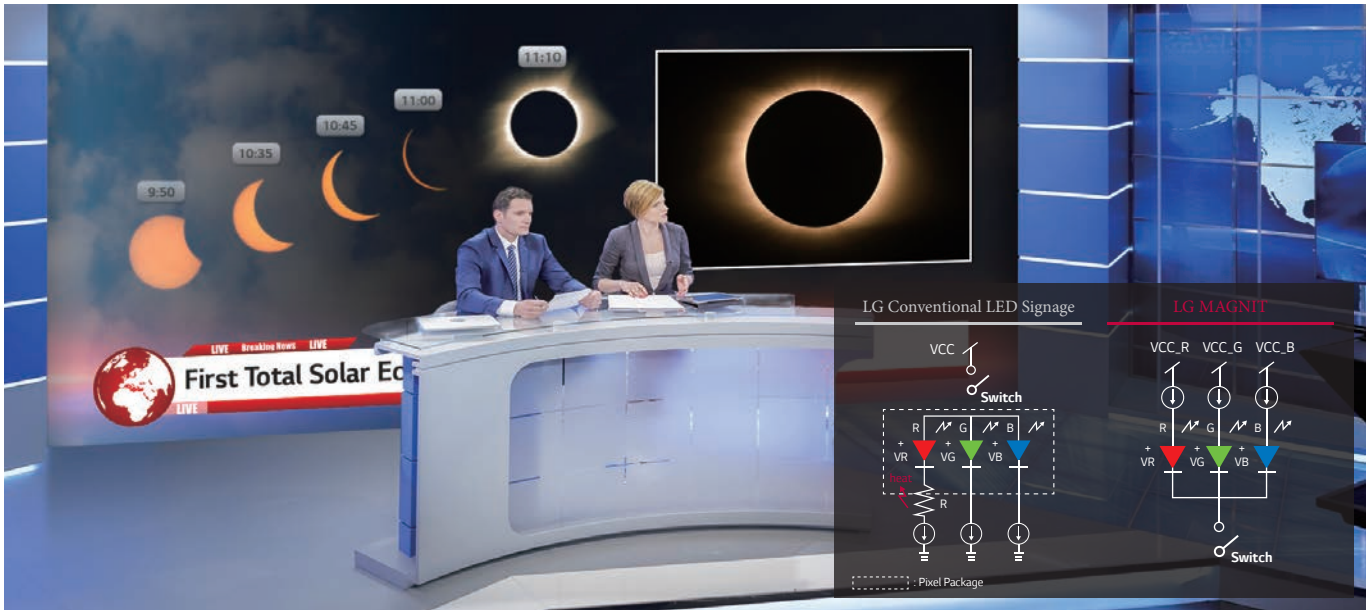 11:10
11:00
10:45
10:35
9:50
LIVE Breaking News LIVE
First Total Solar Ec
LIVE
LG Conventional LED Signage
VCC
Switch
R G B
+ + +
VR VG VB
heat
R
: Pixel Package
LG MAGNIT
VCC_R VCC_G VCC_B
R G B
+ + +
VR VG VB
Switch